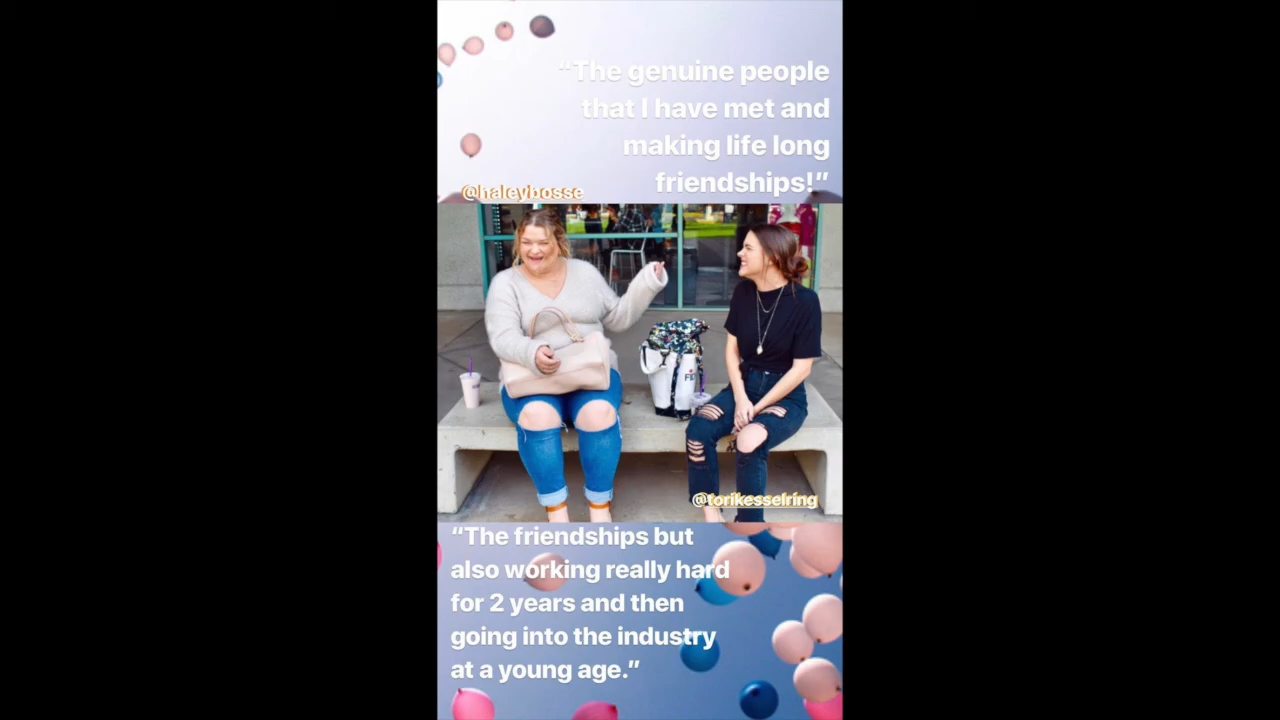 “The genuine people
that I have met and
making life long
friendships!”
@haleybosse
@torikesselring
“The friendships but
also working really hard
for 2 years and then
going into the industry
at a young age.”